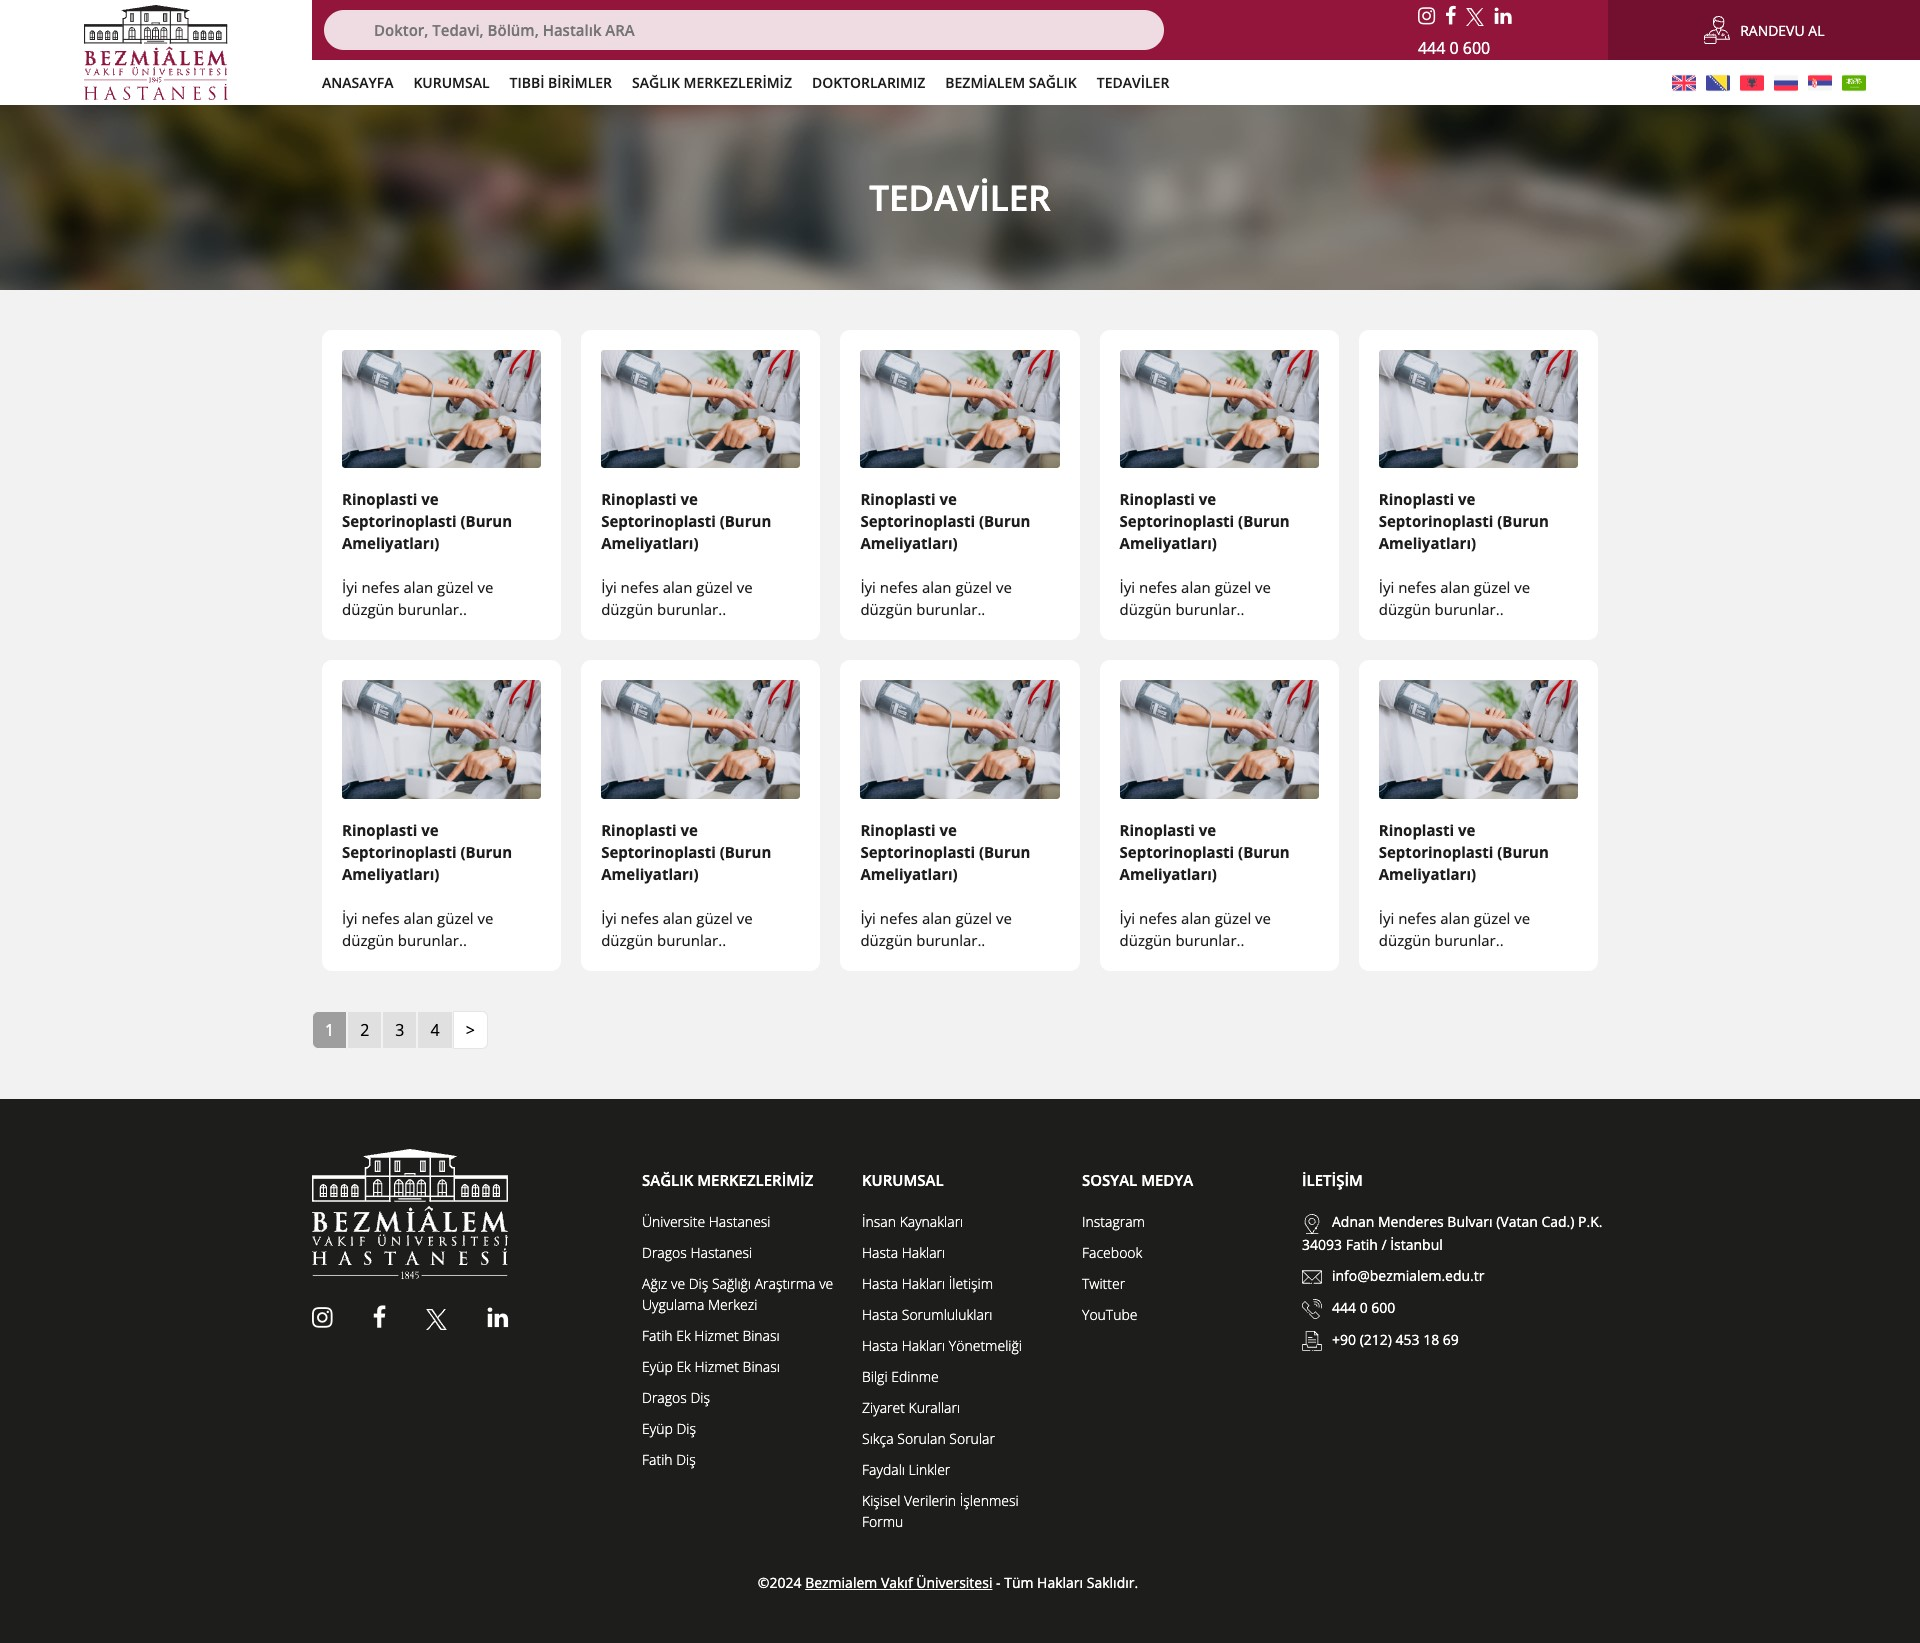 BEZMİÂLEM
VAKIF ÜNİVERSİTESİ
1845
HASTANESİ
Doktor, Tedavi, Bölüm, Hastalık ARA
444 0 600
RANDEVU AL
ANASAYFA KURUMSAL TIBBİ BİRİMLER SAĞLIK MERKEZLERİMİZ DOKTORLARIMIZ BEZMİALEM SAĞLIK TEDAVİLER
TEDAVİLER
Rinoplasti ve
Septorinoplasti (Burun
Ameliyatları)
İyi nefes alan güzel ve
düzgün burunlar..
Rinoplasti ve
Septorinoplasti (Burun
Ameliyatları)
İyi nefes alan güzel ve
düzgün burunlar..
Rinoplasti ve
Septorinoplasti (Burun
Ameliyatları)
İyi nefes alan güzel ve
düzgün burunlar..
Rinoplasti ve
Septorinoplasti (Burun
Ameliyatları)
İyi nefes alan güzel ve
düzgün burunlar..
Rinoplasti ve
Septorinoplasti (Burun
Ameliyatları)
İyi nefes alan güzel ve
düzgün burunlar..
Rinoplasti ve
Septorinoplasti (Burun
Ameliyatları)
İyi nefes alan güzel ve
düzgün burunlar..
Rinoplasti ve
Septorinoplasti (Burun
Ameliyatları)
İyi nefes alan güzel ve
düzgün burunlar..
Rinoplasti ve
Septorinoplasti (Burun
Ameliyatları)
İyi nefes alan güzel ve
düzgün burunlar..
Rinoplasti ve
Septorinoplasti (Burun
Ameliyatları)
İyi nefes alan güzel ve
düzgün burunlar..
Rinoplasti ve
Septorinoplasti (Burun
Ameliyatları)
İyi nefes alan güzel ve
düzgün burunlar..
1 2 3 4 >
BEZMİÂLEM
VAKIF ÜNİVERSİTESİ
HASTANESİ
1845
SAĞLIK MERKEZLERİMİZ
Üniversite Hastanesi
Dragos Hastanesi
Ağız ve Diş Sağlığı Araştırma ve
Uygulama Merkezi
Fatih Ek Hizmet Binası
Eyüp Ek Hizmet Binası
Dragos Diş
Eyüp Diş
Fatih Diş
KURUMSAL
İnsan Kaynakları
Hasta Hakları
Hasta Hakları İletişim
Hasta Sorumlulukları
Hasta Hakları Yönetmeliği
Bilgi Edinme
Ziyaret Kuralları
Sıkça Sorulan Sorular
Faydalı Linkler
Kişisel Verilerin İşlenmesi
Formu
SOSYAL MEDYA
Instagram
Facebook
Twitter
YouTube
İLETİŞİM
Adnan Menderes Bulvarı (Vatan Cad.) P.K.
34093 Fatih / İstanbul
info@bezmialem.edu.tr
444 0 600
+90 (212) 453 18 69
©2024 Bezmialem Vakıf Üniversitesi - Tüm Hakları Saklıdır.